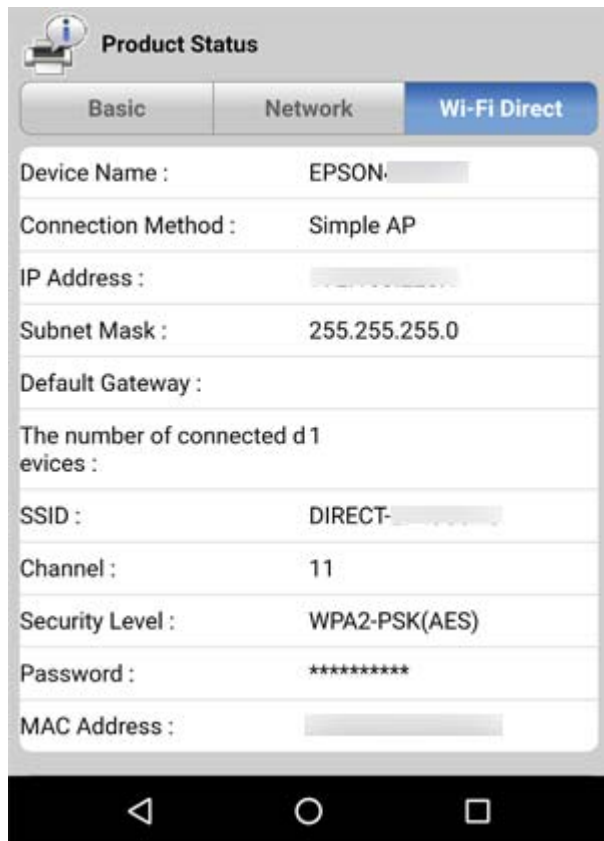 Product Status
Basic Network Wi-Fi Direct
Device Name : EPSON
Connection Method : Simple AP
IP Address :
Subnet Mask : 255.255.255.0
Default Gateway :
The number of connected d 1
evices :
SSID : DIRECT-
Channel : 11
Security Level : WPA2-PSK(AES)
Password : **********
MAC Address :